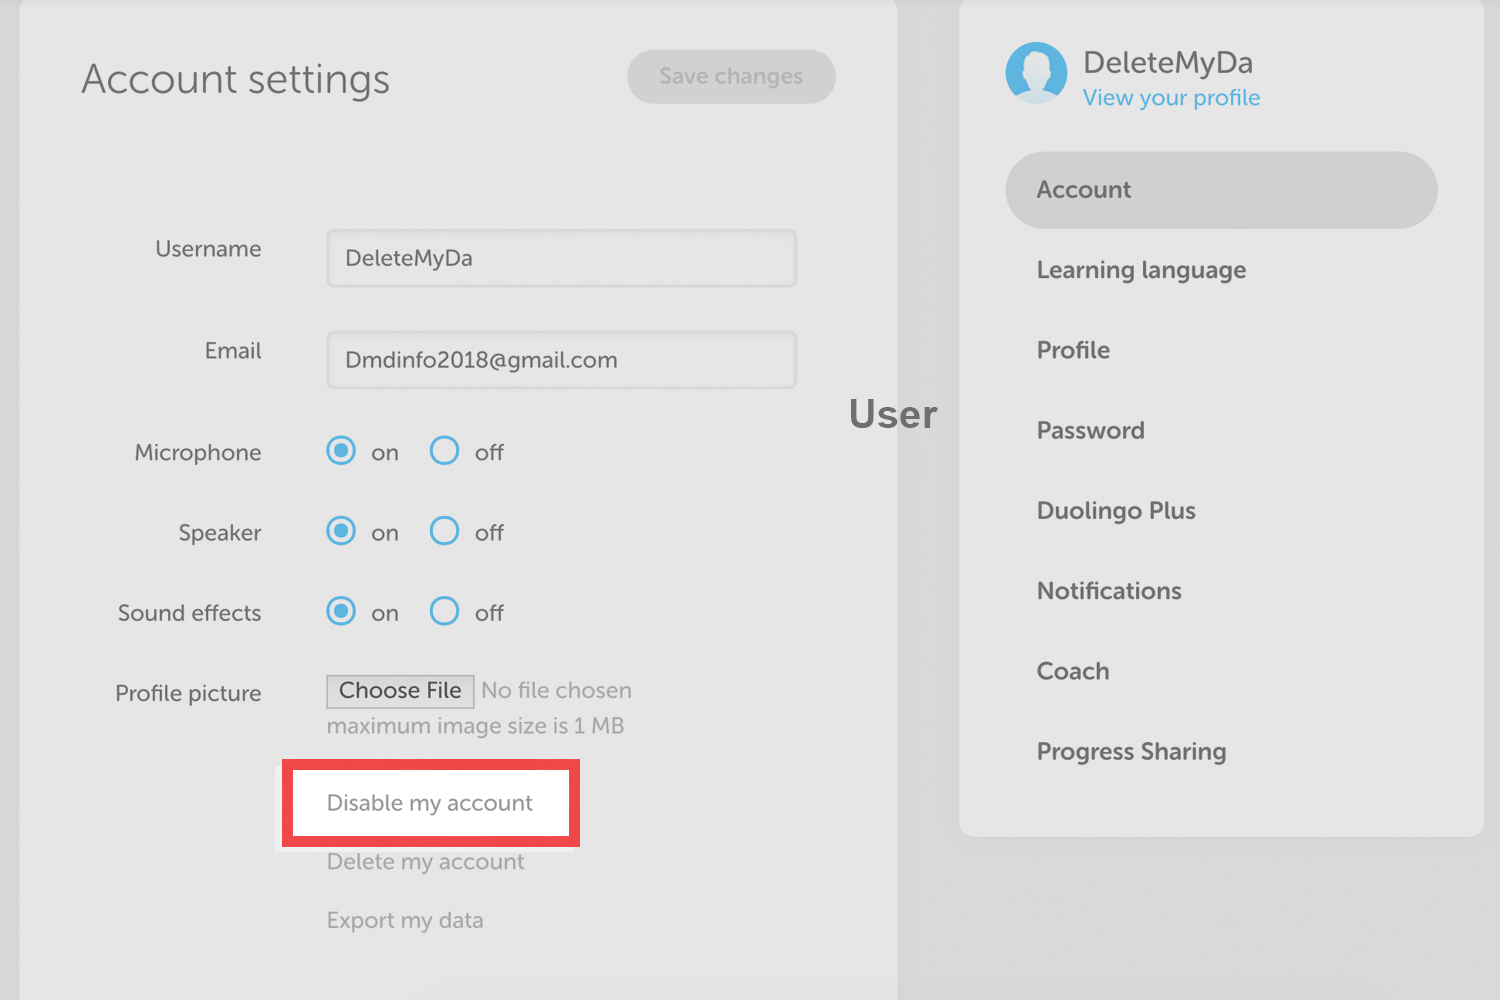 Account settings
Save changes
Username
DeleteMyDa
Email
Dmdinfo2018@gmail.com
Microphone
on
off
Speaker
on
off
Sound effects
on
off
Profile picture
Choose File No file chosen
maximum image size is 1 MB
Disable my account
Delete my account
Export my data
User
DeleteMyDa
View your profile
Account
Learning language
Profile
Password
Duolingo Plus
Notifications
Coach
Progress Sharing